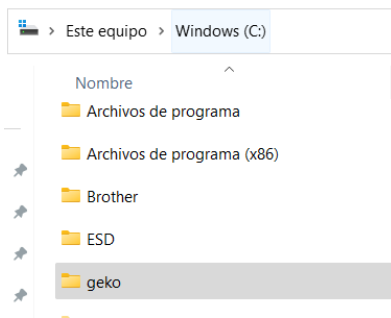 Este equipo > Windows (C:)
Nombre
Archivos de programa
Archivos de programa (x86)
Brother
ESD
geko